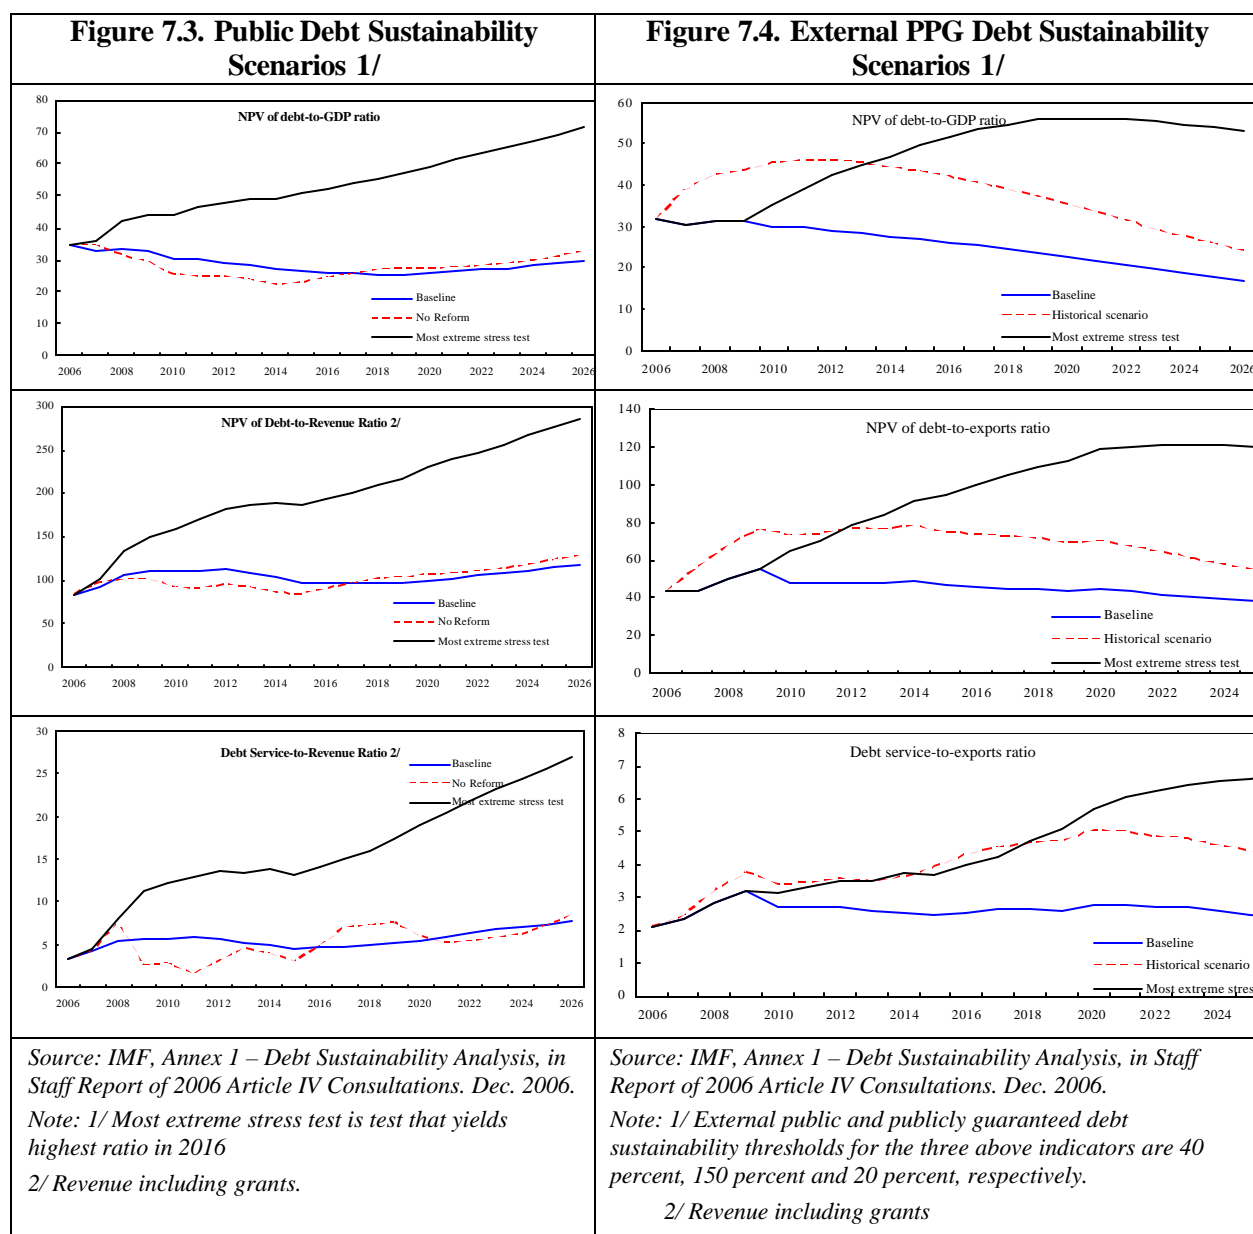 Figure 7.3. Public Debt Sustainability
Scenarios 1/
NPV of debt-to-GDP ratio
80
70
60
50
40
30
20
10
0
Baseline
No Reform
Most extreme stress test
2006 2008 2010 2012 2014 2016 2018 2020 2022 2024 2026
NPV of Debt-to-Revenue Ratio 2/
300
250
200
150
100
50
0
Baseline
No Reform
Most extreme stress test
2006 2008 2010 2012 2014 2016 2018 2020 2022 2024 2026
Debt Service-to-Revenue Ratio 2/
30
25
20
15
10
5
0
Baseline
No Reform
Most extreme stress test
2006 2008 2010 2012 2014 2016 2018 2020 2022 2024 2026
Source: IMF, Annex 1 – Debt Sustainability Analysis, in
Staff Report of 2006 Article IV Consultations. Dec. 2006.
Note: 1/ Most extreme stress test is test that yields
highest ratio in 2016
2/ Revenue including grants.
Figure 7.4. External PPG Debt Sustainability
Scenarios 1/
NPV of debt-to-GDP ratio
60
50
40
30
20
10
0
Baseline
Historical scenario
Most extreme stress test
2006 2008 2010 2012 2014 2016 2018 2020 2022 2024 2026
NPV of debt-to-exports ratio
140
120
100
80
60
40
20
0
Baseline
Historical scenario
Most extreme stress test
2006 2008 2010 2012 2014 2016 2018 2020 2022 2024
Debt service-to-exports ratio
8
7
6
5
4
3
2
1
0
Baseline
Historical scenario
Most extreme stres
2006 2008 2010 2012 2014 2016 2018 2020 2022 2024
Source: IMF, Annex 1 – Debt Sustainability Analysis, in Staff
Report of 2006 Article IV Consultations. Dec. 2006.
Note: 1/ External public and publicly guaranteed debt
sustainability thresholds for the three above indicators are 40
percent, 150 percent and 20 percent, respectively.
2/ Revenue including grants